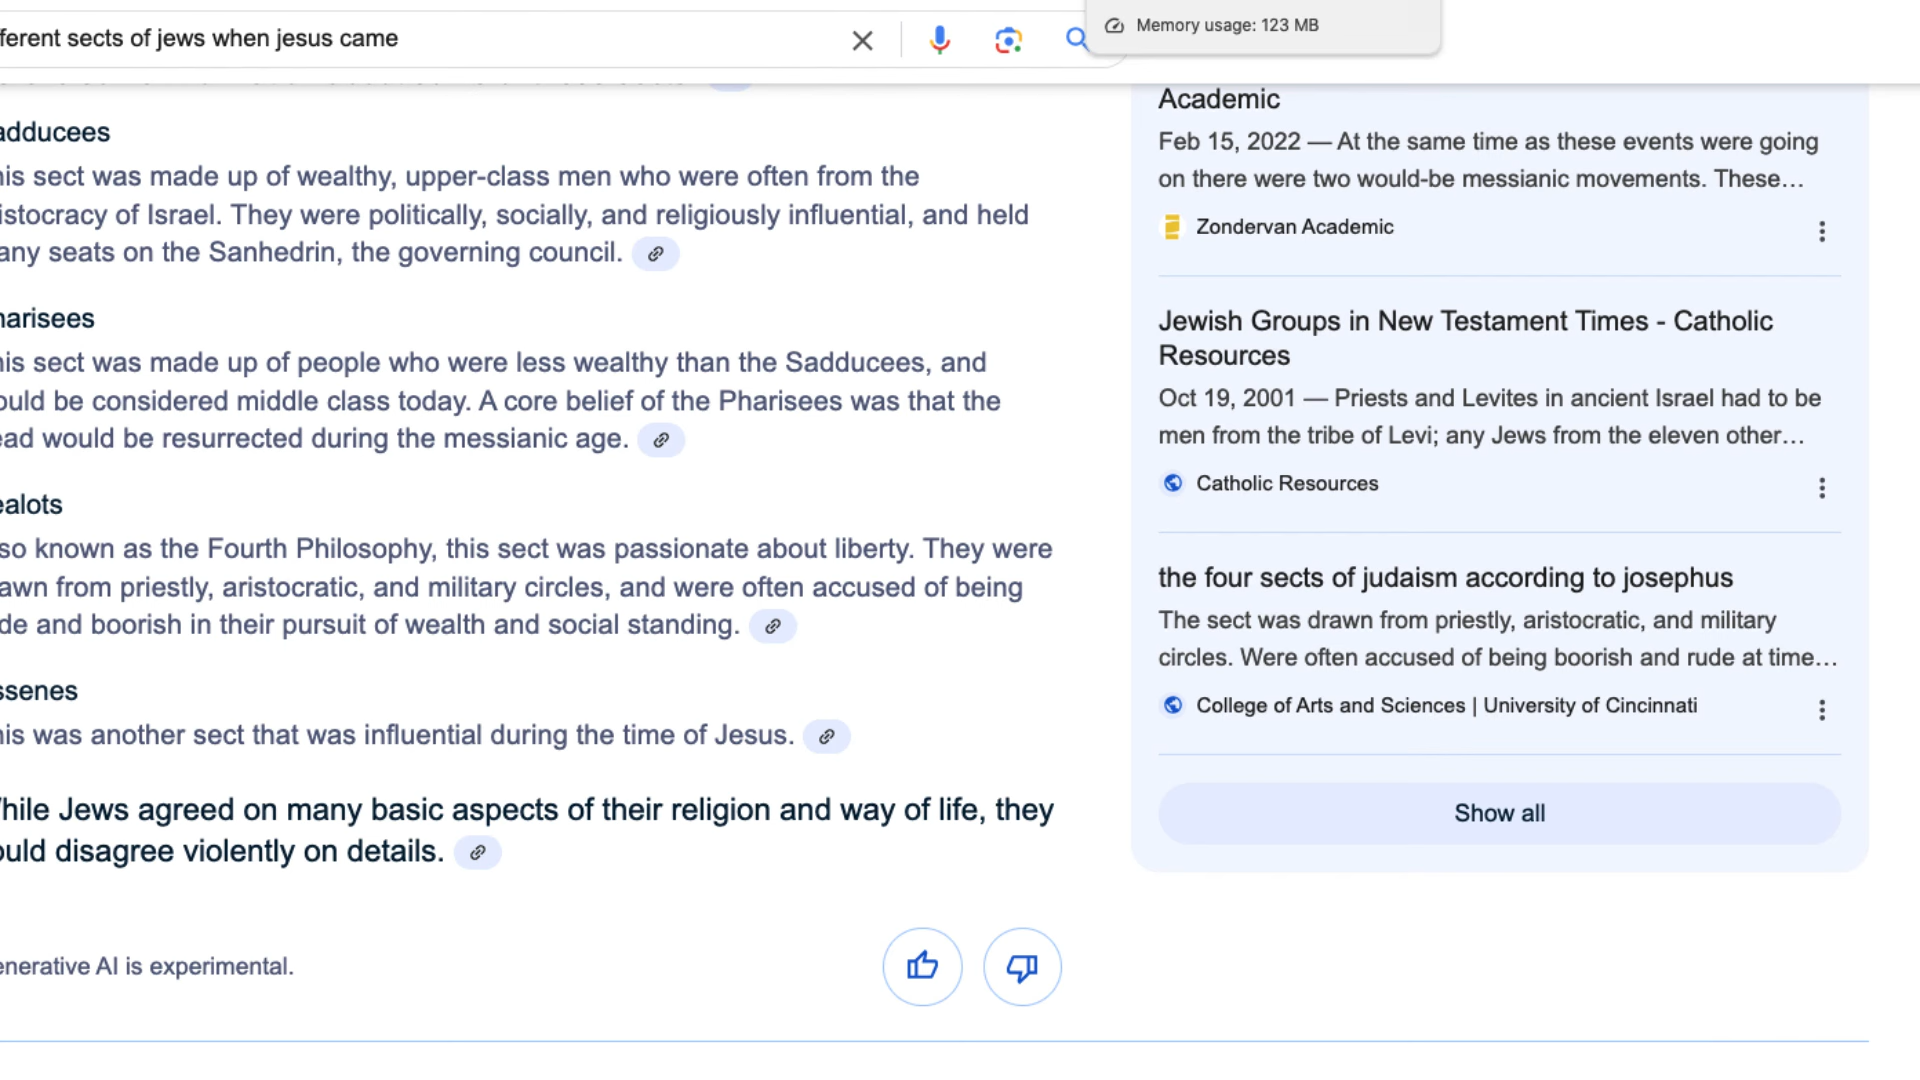 ferent sects of jews when jesus came
Memory usage: 123 MB
adducees
is sect was made up of wealthy, upper-class men who were often from the
istocracy of Israel. They were politically, socially, and religiously influential, and held
any seats on the Sanhedrin, the governing council.
harisees
is sect was made up of people who were less wealthy than the Sadducees, and
ould be considered middle class today. A core belief of the Pharisees was that the
ead would be resurrected during the messianic age.
ealots
so known as the Fourth Philosophy, this sect was passionate about liberty. They were
awn from priestly, aristocratic, and military circles, and were often accused of being
de and boorish in their pursuit of wealth and social standing.
ssenes
is was another sect that was influential during the time of Jesus.
hile Jews agreed on many basic aspects of their religion and way of life, they
ould disagree violently on details.
enerative AI is experimental.
Academic
Feb 15, 2022 — At the same time as these events were going
on there were two would-be messianic movements. These...
Zondervan Academic
Jewish Groups in New Testament Times - Catholic
Resources
Oct 19, 2001 — Priests and Levites in ancient Israel had to be
men from the tribe of Levi; any Jews from the eleven other...
Catholic Resources
the four sects of judaism according to josephus
The sect was drawn from priestly, aristocratic, and military
circles. Were often accused of being boorish and rude at time...
College of Arts and Sciences | University of Cincinnati
Show all